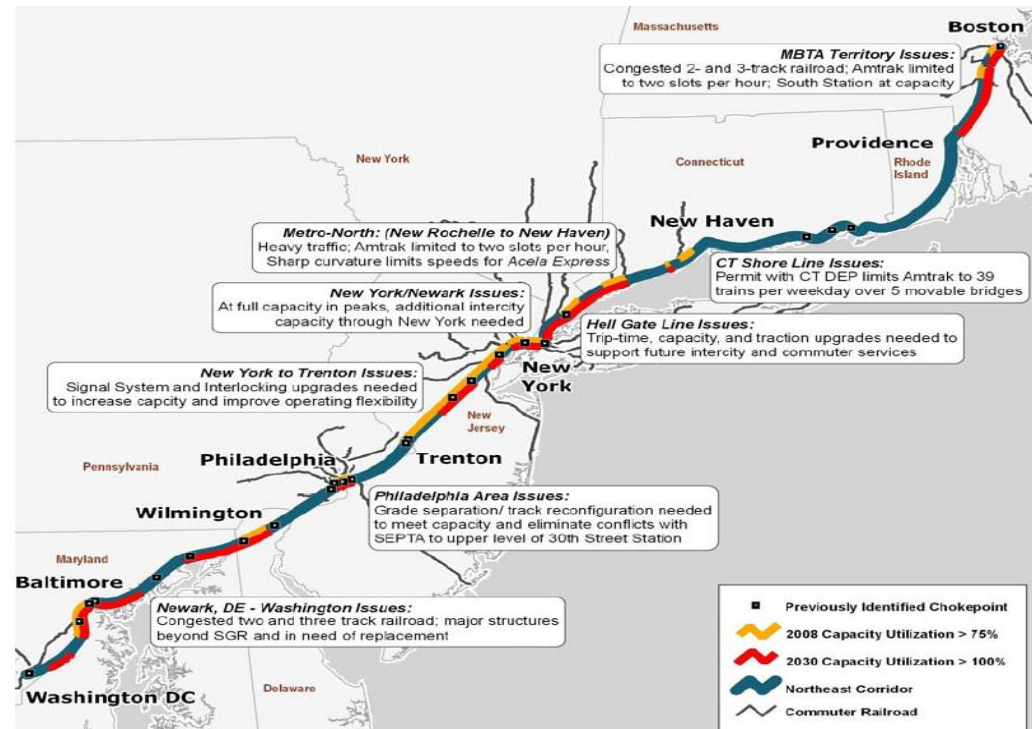 Massachusetts
Boston
MBTA Territory Issues:
Congested 2- and 3-track railroad; Amtrak limited
to two slots per hour; South Station at capacity
Providence
New York
Connecticut
Rhode
Island
New Haven
Metro-North: (New Rochelle to New Haven)
Heavy traffic; Amtrak limited to two slots per hour,
Sharp curvature limits speeds for Acela Express
CT Shore Line Issues:
Permit with CT DEP limits Amtrak to 39
trains per weekday over 5 movable bridges
New York/Newark Issues:
At full capacity in peaks, additional intercity
capacity through New York needed
Hell Gate Line Issues:
Trip-time, capacity, and traction upgrades needed to
support future intercity and commuter services
New York to Trenton Issues:
Signal System and Interlocking upgrades needed
to increase capcity and improve operating flexibility
New
York
New
Jersey
Pennsylvania
Philadelphia
Trenton
Philadelphia Area Issues:
Grade separation/ track reconfiguration needed
to meet capacity and eliminate conflicts with
SEPTA to upper level of 30th Street Station
Wilmington
Maryland
Baltimore
Newark, DE - Washington Issues:
Congested two and three track railroad; major structures
beyond SGR and in need of replacement
Washington DC
Delaware
Previously Identified Chokepoint
2008 Capacity Utilization > 75%
2030 Capacity Utilization > 100%
Northeast Corridor
Commuter Railroad